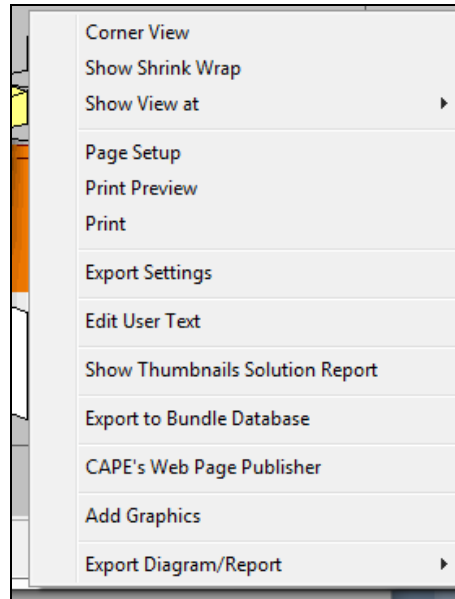 Corner View
Show Shrink Wrap
Show View at
Page Setup
Print Preview
Print
Export Settings
Edit User Text
Show Thumbnails Solution Report
Export to Bundle Database
CAPE's Web Page Publisher
Add Graphics
Export Diagram/Report